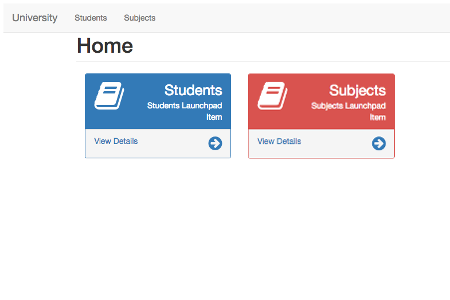 University Students Subjects
Home
Students
Students Launchpad
Item
View Details
Subjects
Subjects Launchpad
Item
View Details